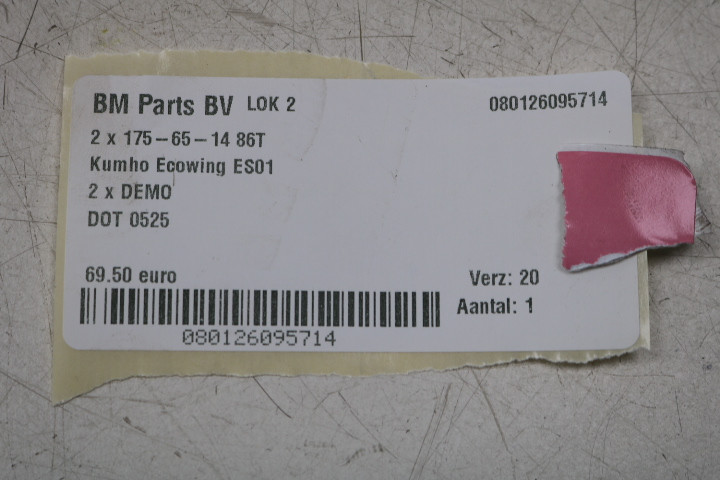 BM Parts BV LOK 2 080126095714
2 x 175-65-14 86T
Kumho Ecowing ES01
2 x DEMO
DOT 0525
69.50 euro Verz: 20
Aantal: 1
080126095714